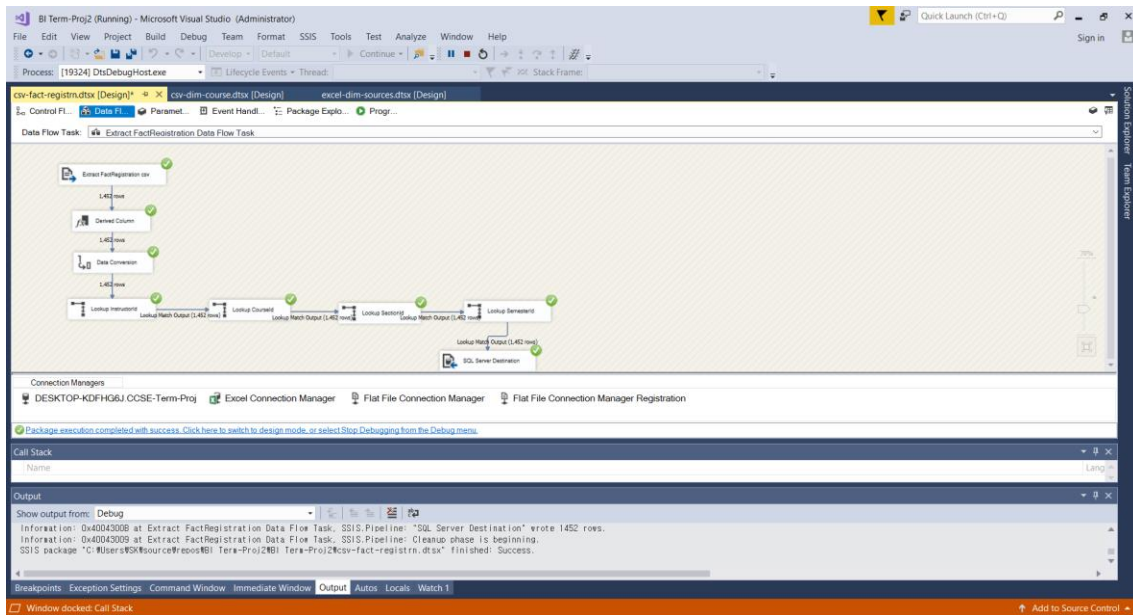 BI Term-Proj2 (Running) - Microsoft Visual Studio (Administrator)
Quick Launch (Ctrl+Q)
File Edit View Project Build Debug Team Format SSIS Tools Test Analyze Window Help
Sign in
Develop Default Continue
Process: [19324] DtsDebugHost.exe Lifecycle Events Thread: Stack Frame:
csv-fact-registrn.dtsx [Design]* csv-dim-course.dtsx [Design] excel-dim-sources.dtsx [Design]
Control Fl... Data Fl... Paramet... Event Handl... Package Explo... Progr...
Data Flow Task: Extract FactRegistration Data Flow Task
Solution Explorer
Team Explorer
Extract FactRegistration csv
1,452 rows
Derived Column
1,452 rows
Data Conversion
1,452 rows
Lookup InstructorId
Lookup Match Output (1,452 rows)
Lookup CourseId
Lookup Match Output (1,452 rows)
Lookup SectionId
Lookup Match Output (1,452 rows)
Lookup SemesterId
Lookup Match Output (1,452 rows)
SQL Server Destination
Connection Managers
DESKTOP-KDFHG6J.CCSE-Term-Proj Excel Connection Manager Flat File Connection Manager Flat File Connection Manager Registration
Package execution completed with success. Click here to switch to design mode, or select Stop Debugging from the Debug menu.
Call Stack
Name Lang
Output
Show output from: Debug
Information: 0x4004300B at Extract FactRegistration Data Flow Task, SSIS.Pipeline: "SQL Server Destination" wrote 1452 rows.
Information: 0x40043009 at Extract FactRegistration Data Flow Task, SSIS.Pipeline: Cleanup phase is beginning.
SSIS package "C:₩Users₩SK₩source₩repos₩BI Term-Proj2₩BI Term-Proj2₩csv-fact-registrn.dtsx" finished: Success.
Breakpoints Exception Settings Command Window Immediate Window Output Autos Locals Watch 1
Window docked: Call Stack
Add to Source Control